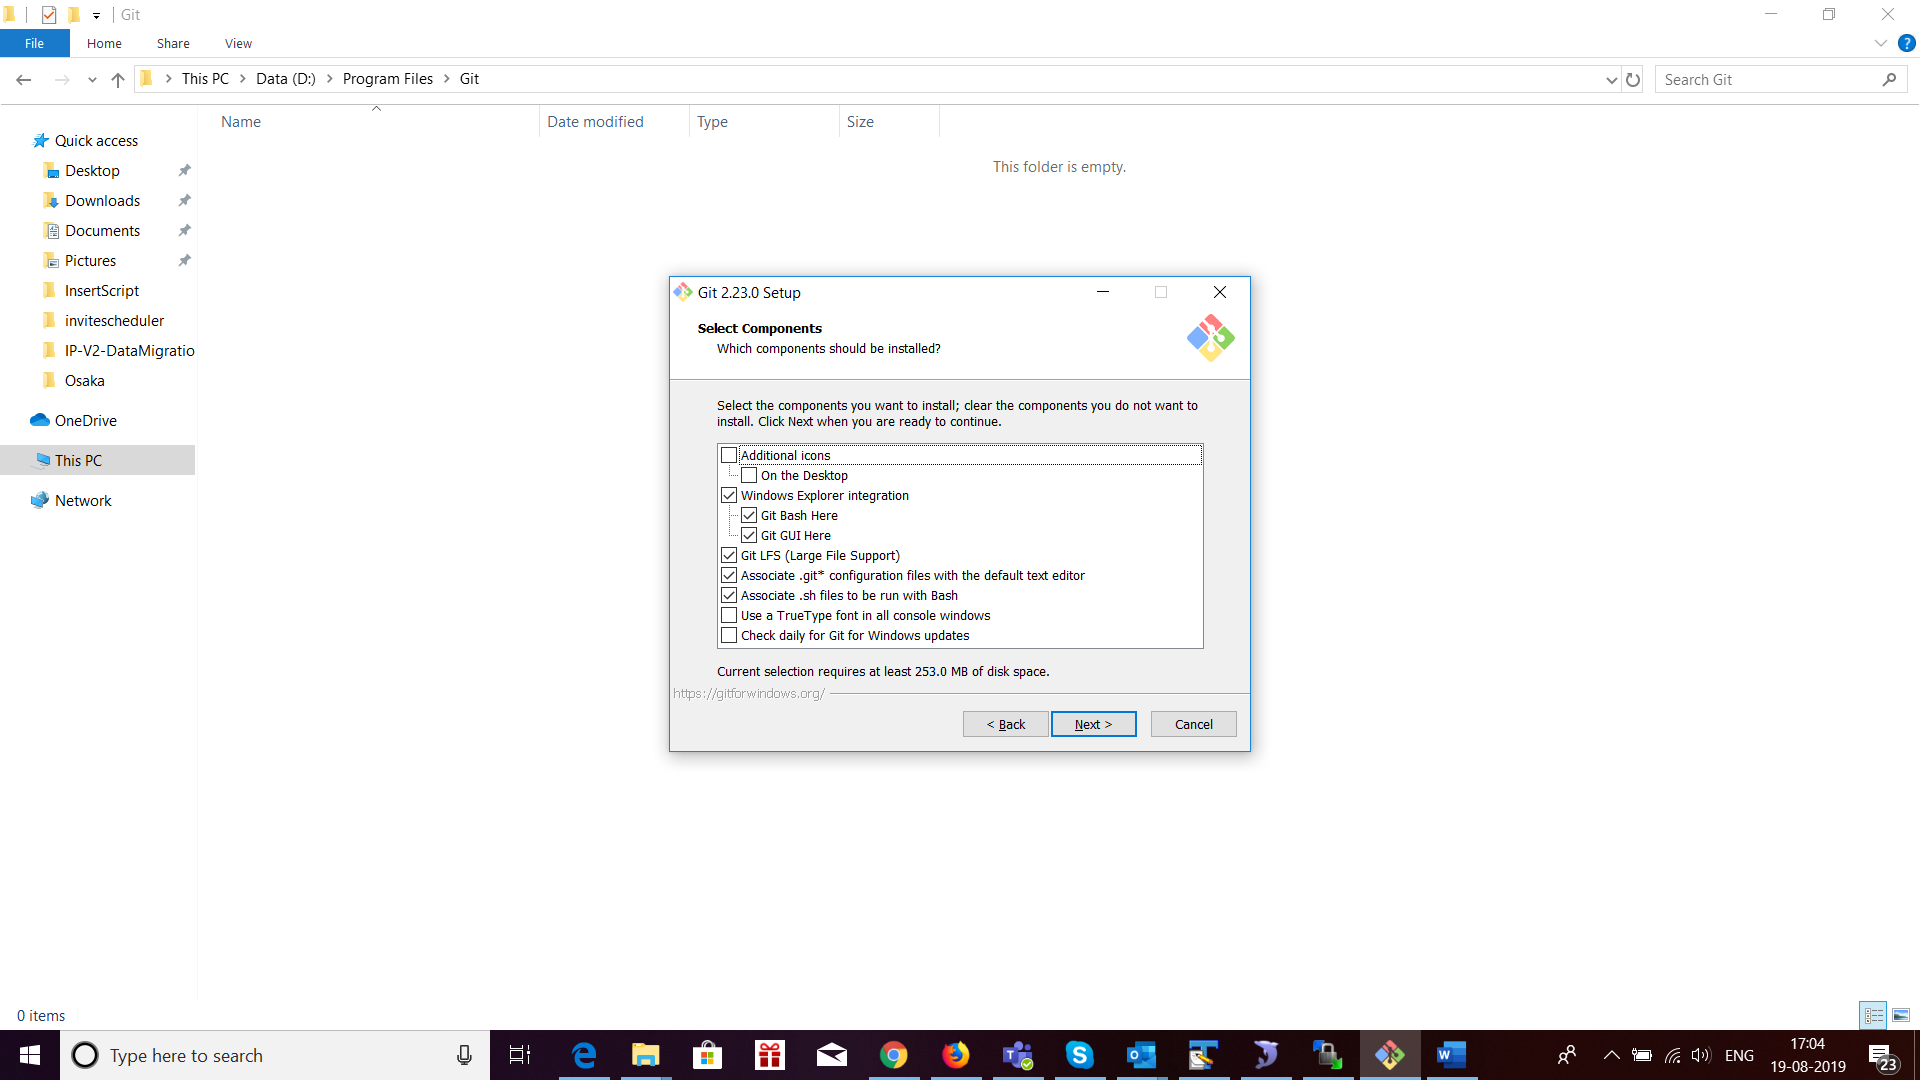 Git
File Home Share View
This PC > Data (D:) > Program Files > Git
Search Git
Name Date modified Type Size
This folder is empty.
Quick access
Desktop
Downloads
Documents
Pictures
InsertScript
invitescheduler
IP-V2-DataMigratio
Osaka
OneDrive
This PC
Network
Git 2.23.0 Setup
Select Components
Which components should be installed?
Select the components you want to install; clear the components you do not want to
install. Click Next when you are ready to continue.
Additional icons
On the Desktop
Windows Explorer integration
Git Bash Here
Git GUI Here
Git LFS (Large File Support)
Associate .git* configuration files with the default text editor
Associate .sh files to be run with Bash
Use a TrueType font in all console windows
Check daily for Git for Windows updates
Current selection requires at least 253.0 MB of disk space.
https://gitforwindows.org/
< Back Next > Cancel
0 items
Type here to search
ENG
17:04
19-08-2019
23